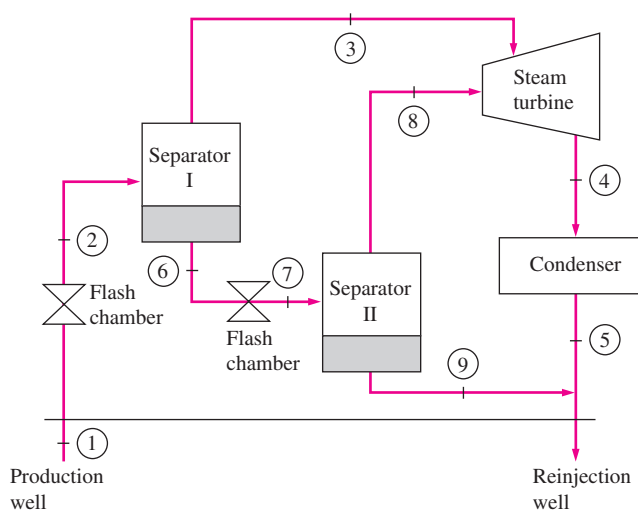 3
Steam
turbine
8
Separator
I
4
2
6
7
Condenser
Flash
chamber
Separator
II
Flash
chamber
5
9
1
Production
well
Reinjection
well